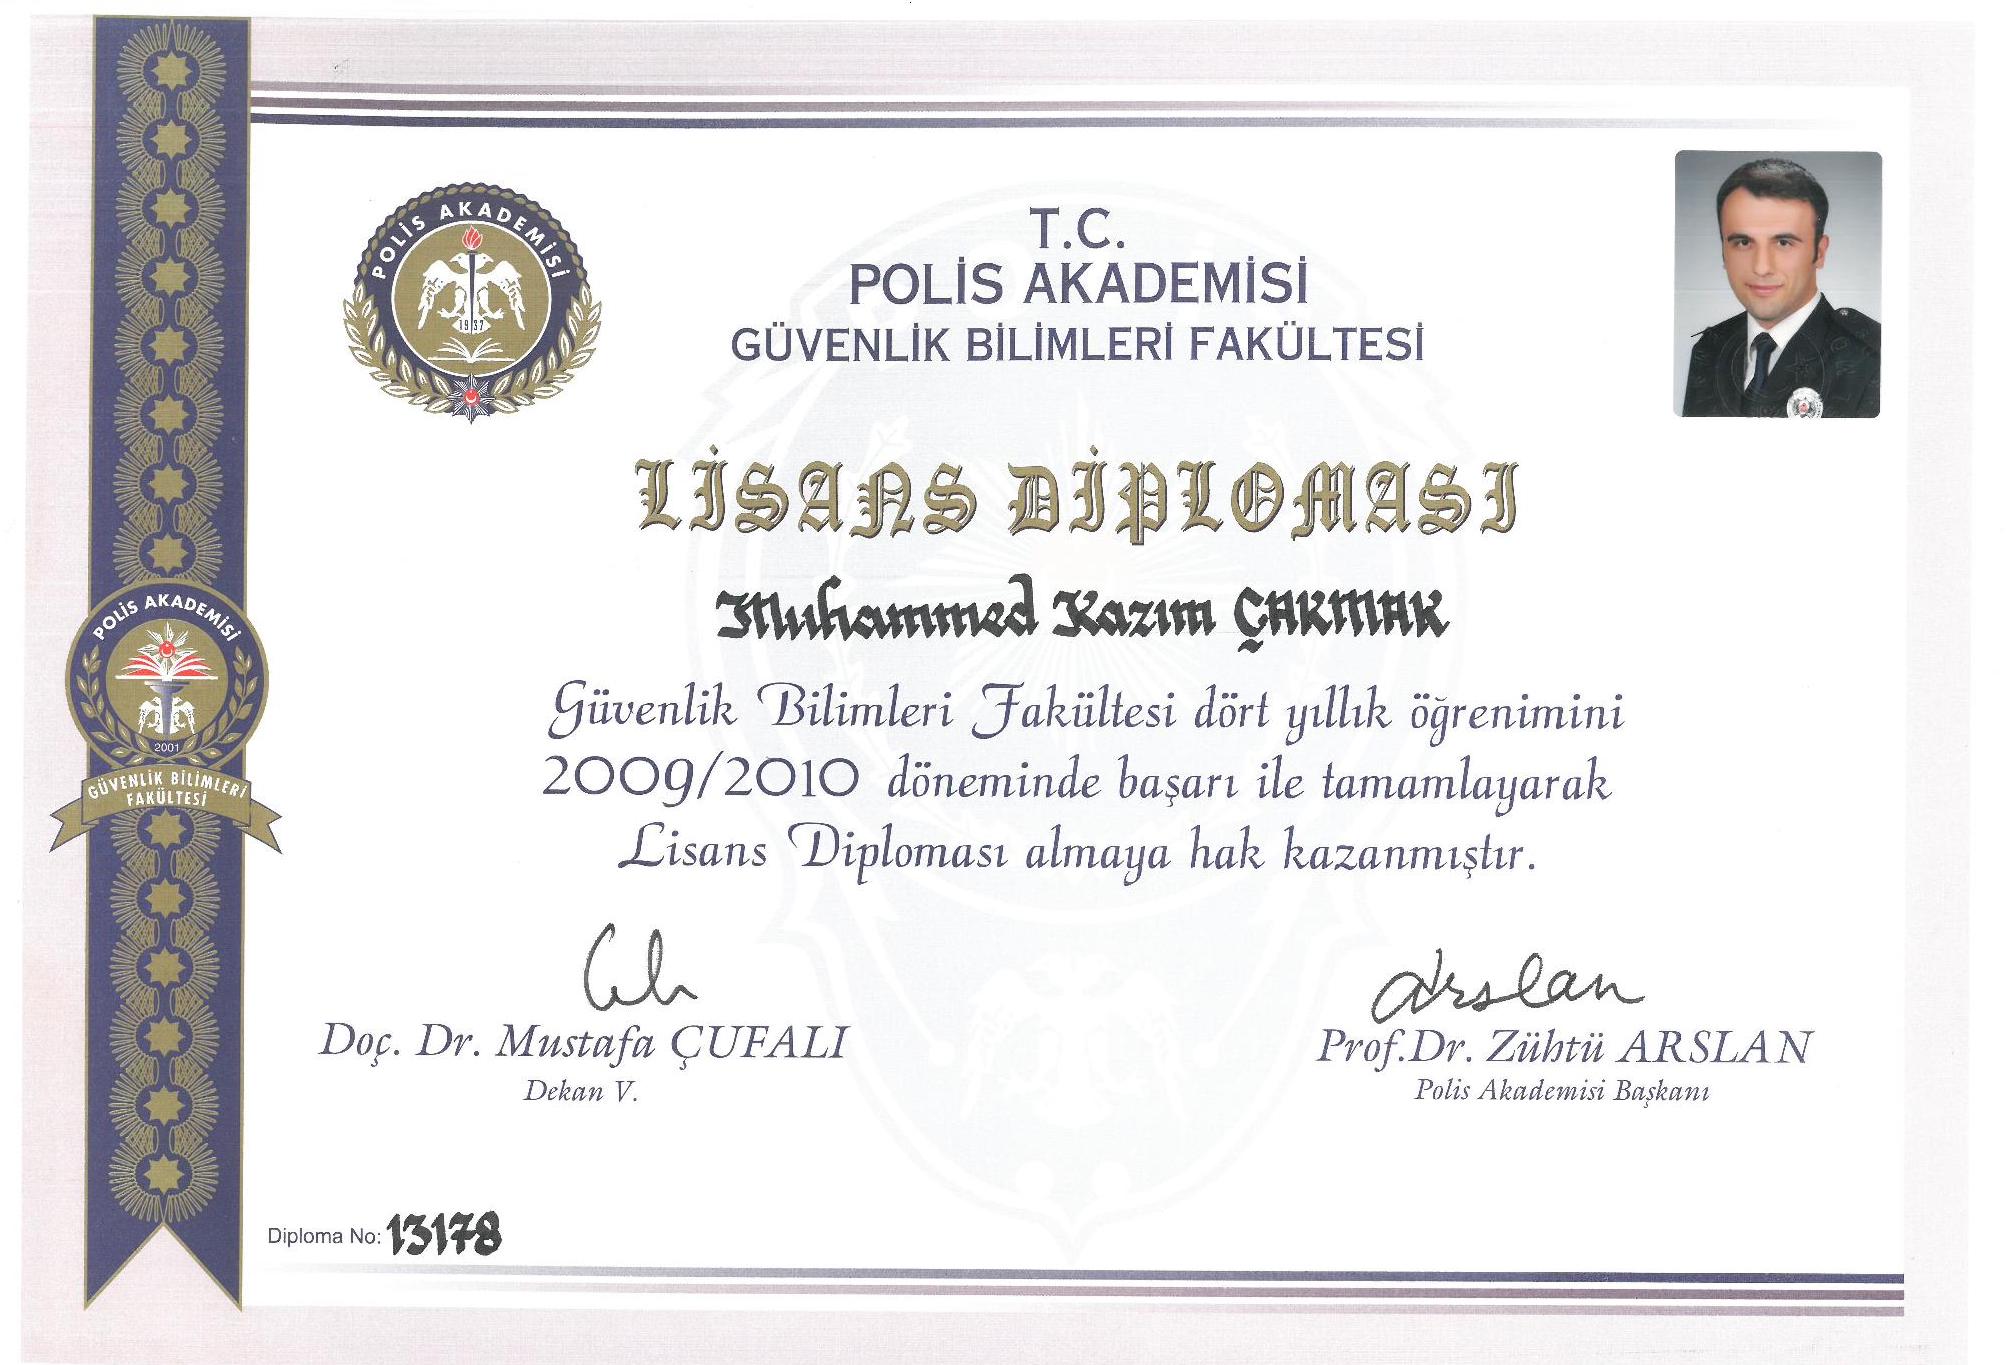 POLİS AKADEMİSİ
1937
T.C.
POLİS AKADEMİSİ
GÜVENLİK BİLİMLERİ FAKÜLTESİ
LİSANS DİPLOMASI
Muhammed Kazım ÇAKMAK
Güvenlik Bilimleri Fakültesi dört yıllık öğrenimini
2009/2010 döneminde başarı ile tamamlayarak
Lisans Diploması almaya hak kazanmıştır.
POLİS AKADEMİSİ
2001
GÜVENLİK BİLİMLERİ
FAKÜLTESİ
Arslan
Doç. Dr. Mustafa ÇUFALI
Dekan V.
Prof.Dr. Zühtü ARSLAN
Polis Akademisi Başkanı
Diploma No: 13178